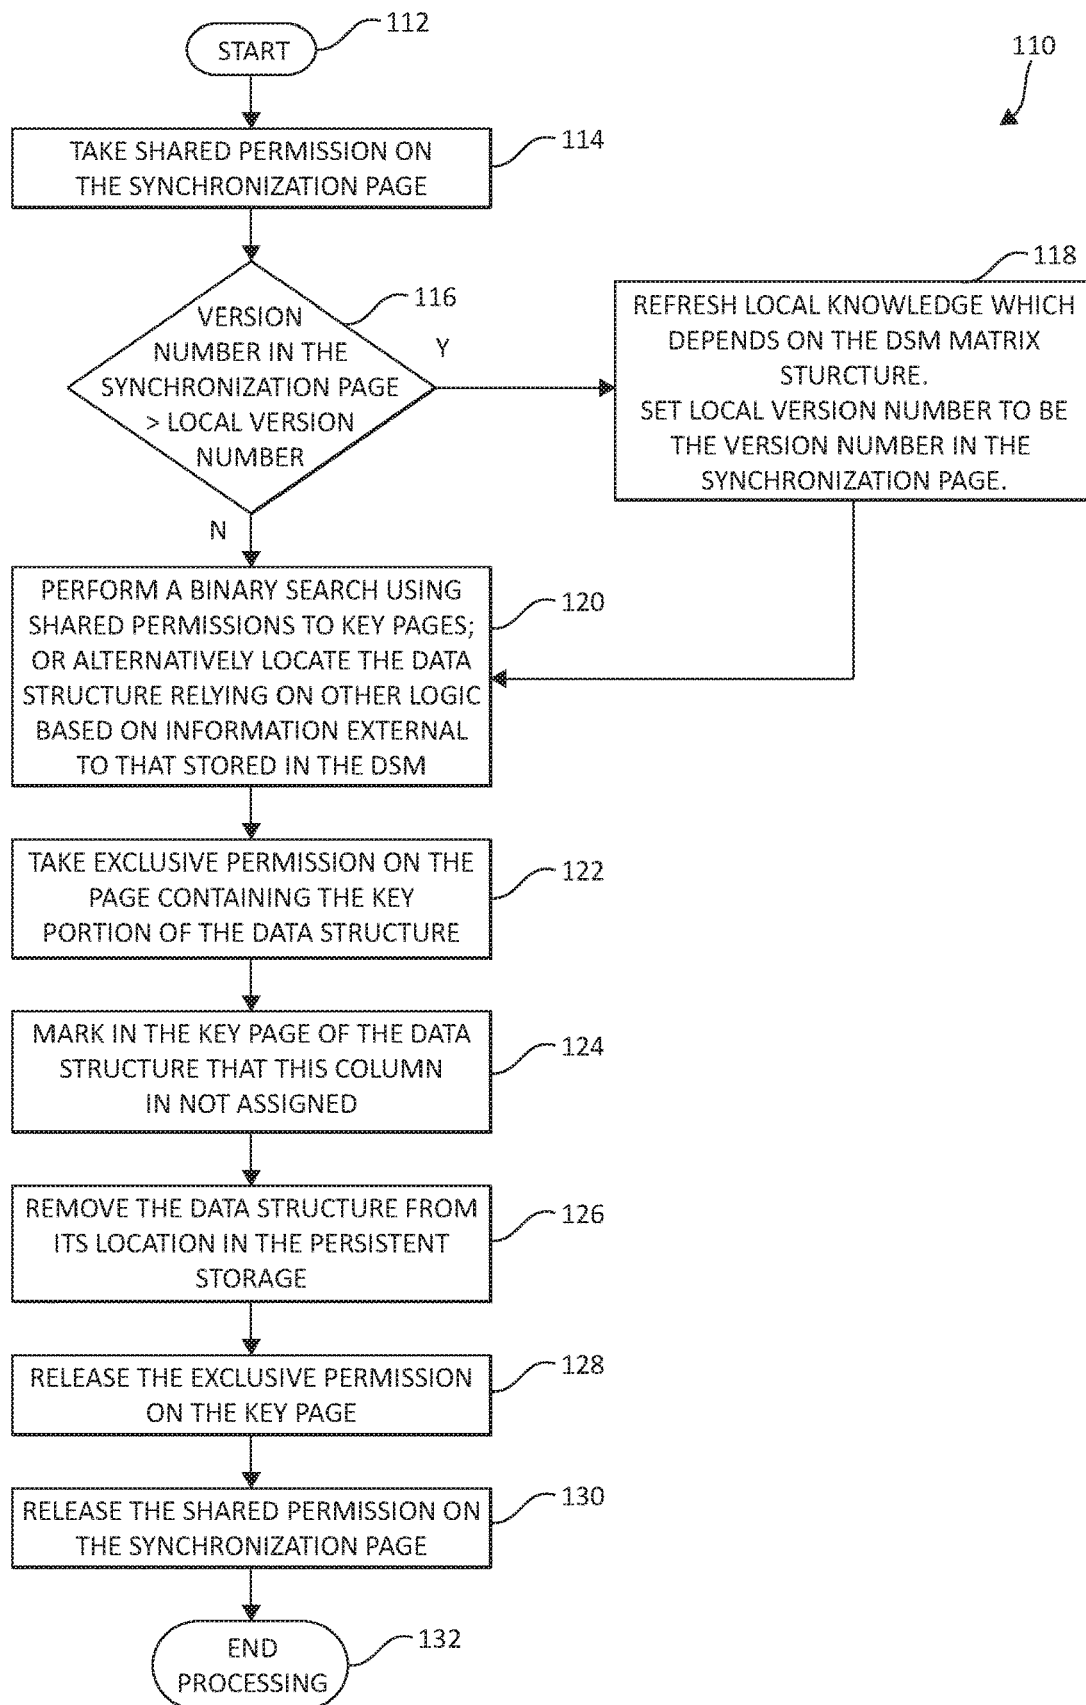 START
112
110
TAKE SHARED PERMISSION ON
THE SYNCHRONIZATION PAGE
114
VERSION
NUMBER IN THE
SYNCHRONIZATION PAGE
> LOCAL VERSION
NUMBER
116
Y
N
118
REFRESH LOCAL KNOWLEDGE WHICH
DEPENDS ON THE DSM MATRIX
STURCTURE.
SET LOCAL VERSION NUMBER TO BE
THE VERSION NUMBER IN THE
SYNCHRONIZATION PAGE.
PERFORM A BINARY SEARCH USING
SHARED PERMISSIONS TO KEY PAGES;
OR ALTERNATIVELY LOCATE THE DATA
STRUCTURE RELYING ON OTHER LOGIC
BASED ON INFORMATION EXTERNAL
TO THAT STORED IN THE DSM
120
TAKE EXCLUSIVE PERMISSION ON THE
PAGE CONTAINING THE KEY
PORTION OF THE DATA STRUCTURE
122
MARK IN THE KEY PAGE OF THE DATA
STRUCTURE THAT THIS COLUMN
IN NOT ASSIGNED
124
REMOVE THE DATA STRUCTURE FROM
ITS LOCATION IN THE PERSISTENT
STORAGE
126
RELEASE THE EXCLUSIVE PERMISSION
ON THE KEY PAGE
128
RELEASE THE SHARED PERMISSION ON
THE SYNCHRONIZATION PAGE
130
END
PROCESSING
132